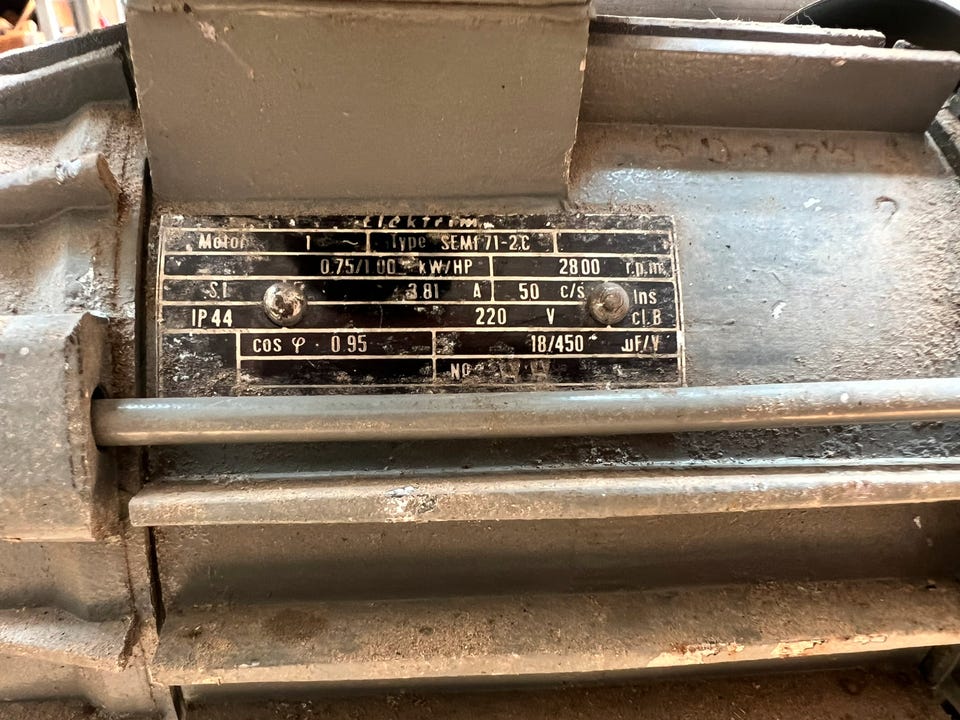 Elektrim
Motor 1 ~ Type SEMf 71-2C
0.75/1.00 kW/HP 2800 r.p.m.
S.1. 3.81 A 50 c/s Ins
IP 44 220 V cl.B
cos φ · 0.95 18/450 µF/V
NO